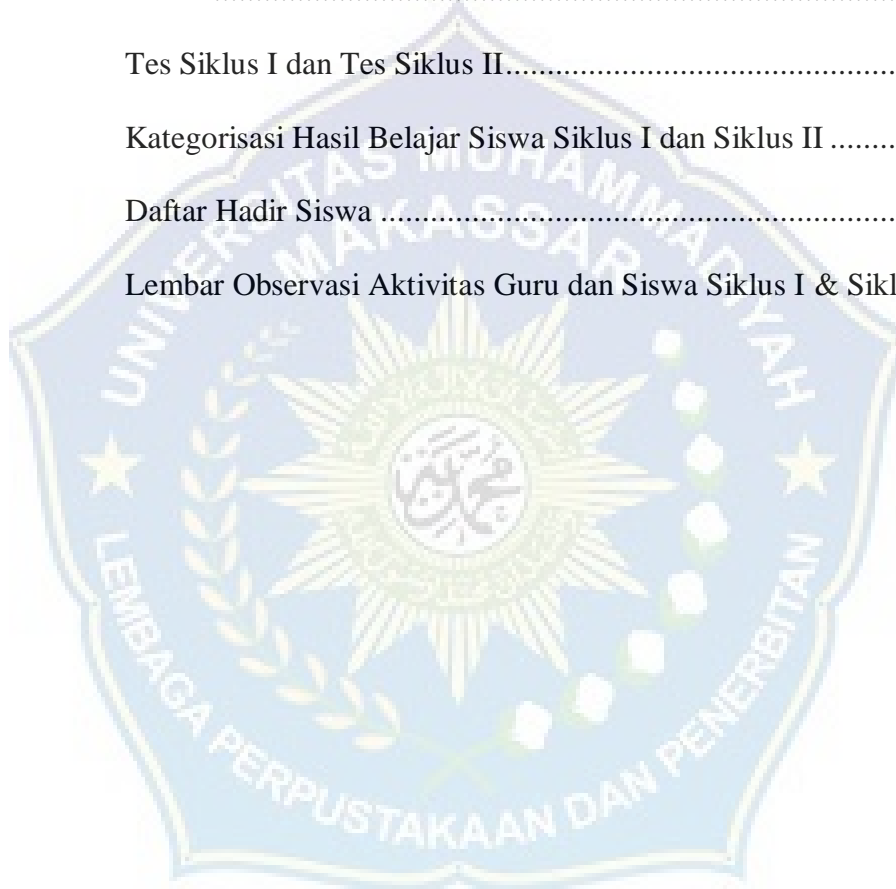 Tes Siklus I dan Tes Siklus II...............................................
Kategorisasi Hasil Belajar Siswa Siklus I dan Siklus II ........
Daftar Hadir Siswa ..............................................................
Lembar Observasi Aktivitas Guru dan Siswa Siklus I & Sikl
UNIVERSITAS MUHAMMADIYAH
MAKASSAR
LEMBAGA PERPUSTAKAAN DAN PENERBITAN